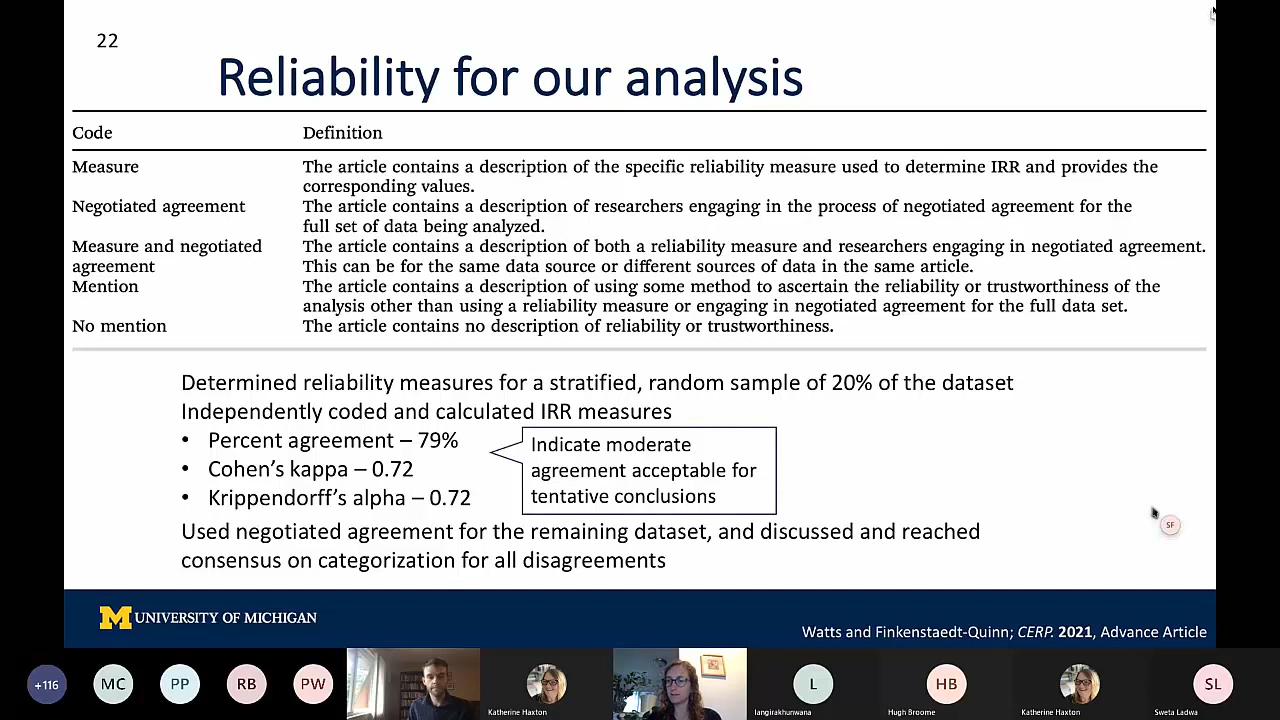 22
Reliability for our analysis
Code Definition
Measure The article contains a description of the specific reliability measure used to determine IRR and provides the
corresponding values.
Negotiated agreement The article contains a description of researchers engaging in the process of negotiated agreement for the
full set of data being analyzed.
Measure and negotiated The article contains a description of both a reliability measure and researchers engaging in negotiated agreement.
agreement This can be for the same data source or different sources of data in the same article.
Mention The article contains a description of using some method to ascertain the reliability or trustworthiness of the
analysis other than using a reliability measure or engaging in negotiated agreement for the full data set.
No mention The article contains no description of reliability or trustworthiness.
Determined reliability measures for a stratified, random sample of 20% of the dataset
Independently coded and calculated IRR measures
• Percent agreement – 79%
• Cohen's kappa – 0.72
• Krippendorff's alpha – 0.72
Indicate moderate
agreement acceptable for
tentative conclusions
SF
Used negotiated agreement for the remaining dataset, and discussed and reached
consensus on categorization for all disagreements
M UNIVERSITY OF MICHIGAN
Watts and Finkenstaedt-Quinn; CERP. 2021, Advance Article
+116 MC PP RB PW L HB SL
Katherine Haxton langirakhunwana Hugh Broome Katherine Haxton Sweta Ladwa